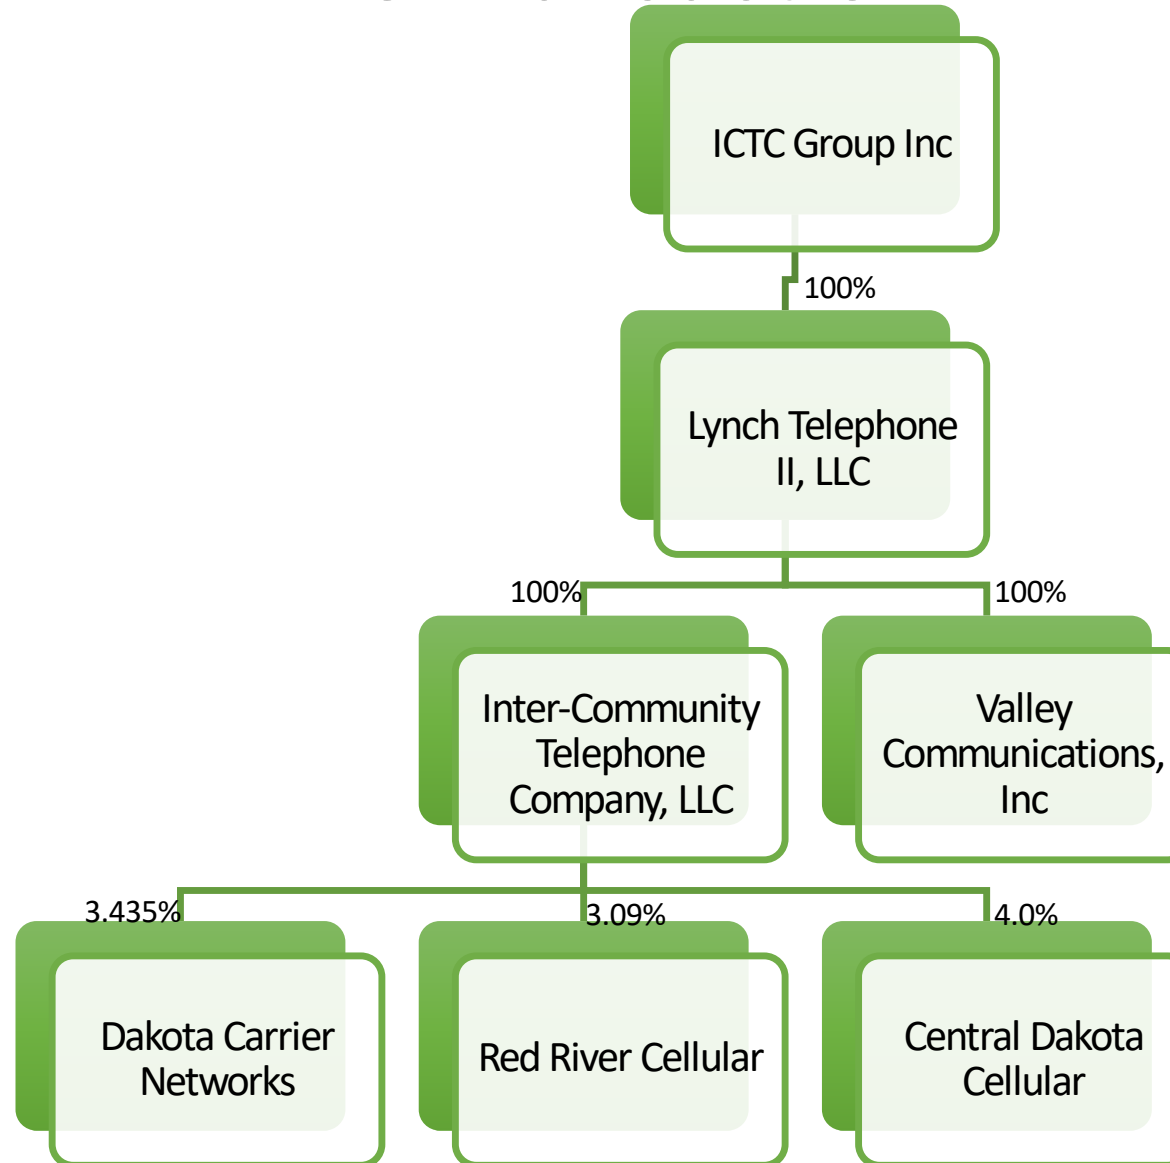 ICTC Group Inc
100%
Lynch Telephone
II, LLC
100%
100%
Inter-Community
Telephone
Company, LLC
Valley
Communications,
Inc
3.435%
3.09%
4.0%
Dakota Carrier
Networks
Red River Cellular
Central Dakota
Cellular